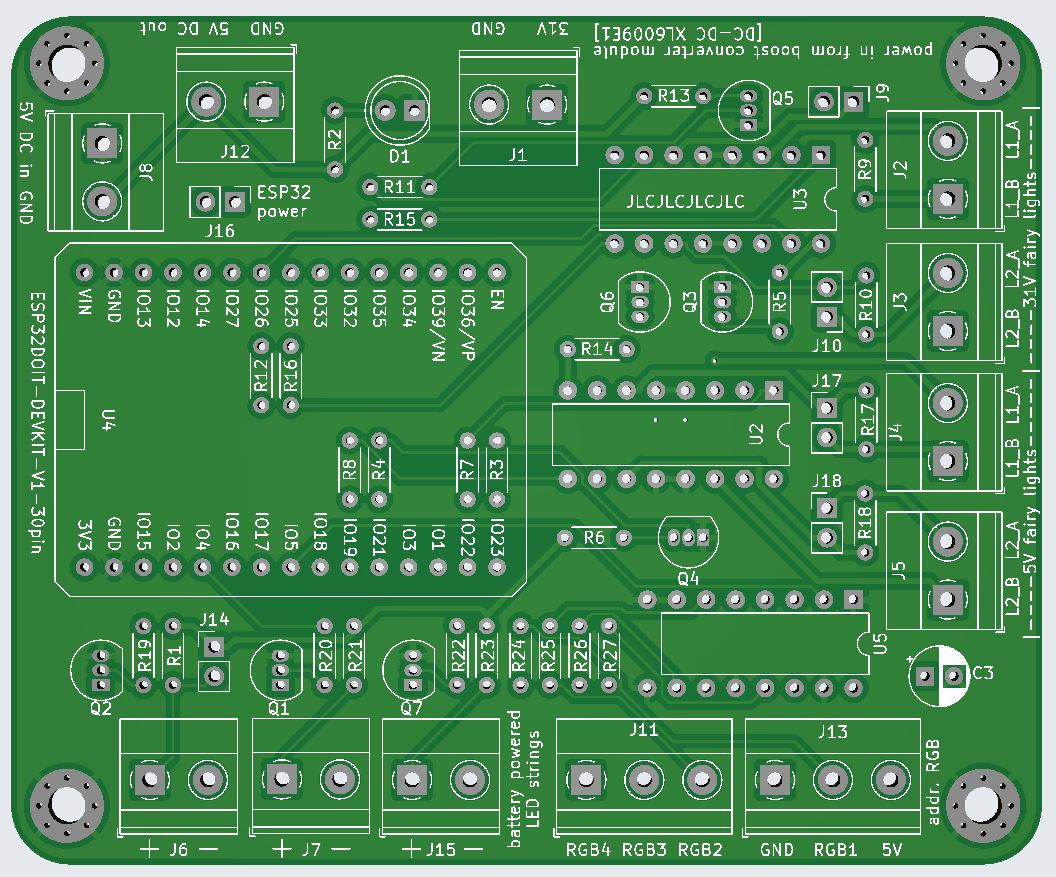 5V DC out
GND
GND
31V
[DC-DC XL6009E1]
power in from boost converter module
5V DC in
GND
J8
J12
R2
D1
J1
R13
Q5
J9
J2
L1_A
L1_B
R9
R11
R15
ESP32
power
J16
JLCJLCJLCJLC
U3
31V fairy lights
VIN
GND
IO13
IO12
IO14
IO27
IO26
IO25
IO33
IO32
IO35
IO34
IO39/VN
IO36/VP
EN
Q6
Q3
R5
J10
R10
J3
L2_A
L2_B
ESP32DOIT-DEVKIT-V1-30pin
U4
R12
R16
R14
J17
U2
R17
J4
L1_A
L1_B
R8
R4
R7
R3
J18
R18
J5
L2_A
L2_B
5V fairy lights
3V3
GND
IO15
IO2
IO4
IO16
IO17
IO5
IO18
IO19
IO21
IO3
IO1
IO22
IO23
R6
Q4
J14
R19
R1
Q2
R20
R21
Q1
R22
R23
Q7
R24
R25
R26
R27
U5
+
C3
J11
J13
battery powered
LED strings
addr. RGB
+ J6 -
+ J7 -
+ J15 -
RGB4 RGB3 RGB2
GND RGB1 5V